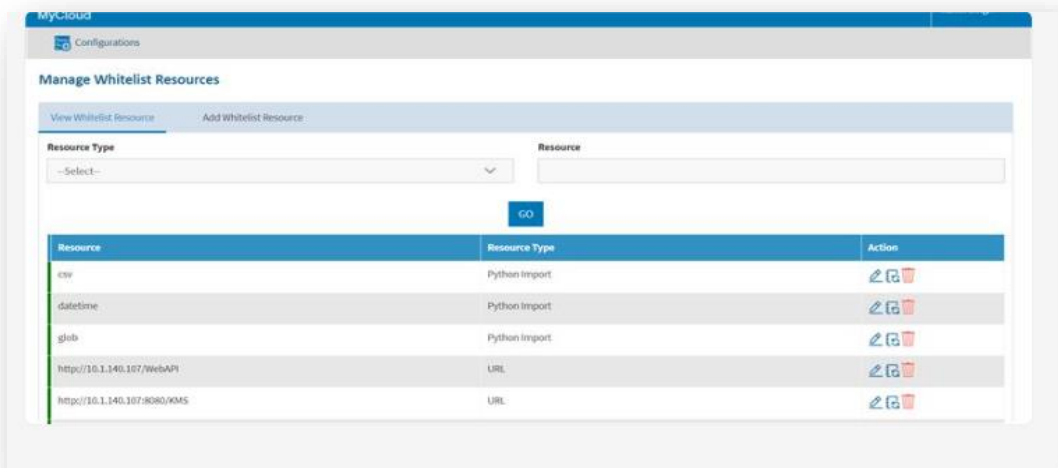 MyCloud
Configurations
Manage Whitelist Resources
View Whitelist Resource Add Whitelist Resource
Resource Type Resource
--Select--
GO
Resource Resource Type Action
csv Python Import
datetime Python Import
glob Python Import
http://10.1.140.107/WebAPI URL
http://10.1.140.107:8080/KMS URL